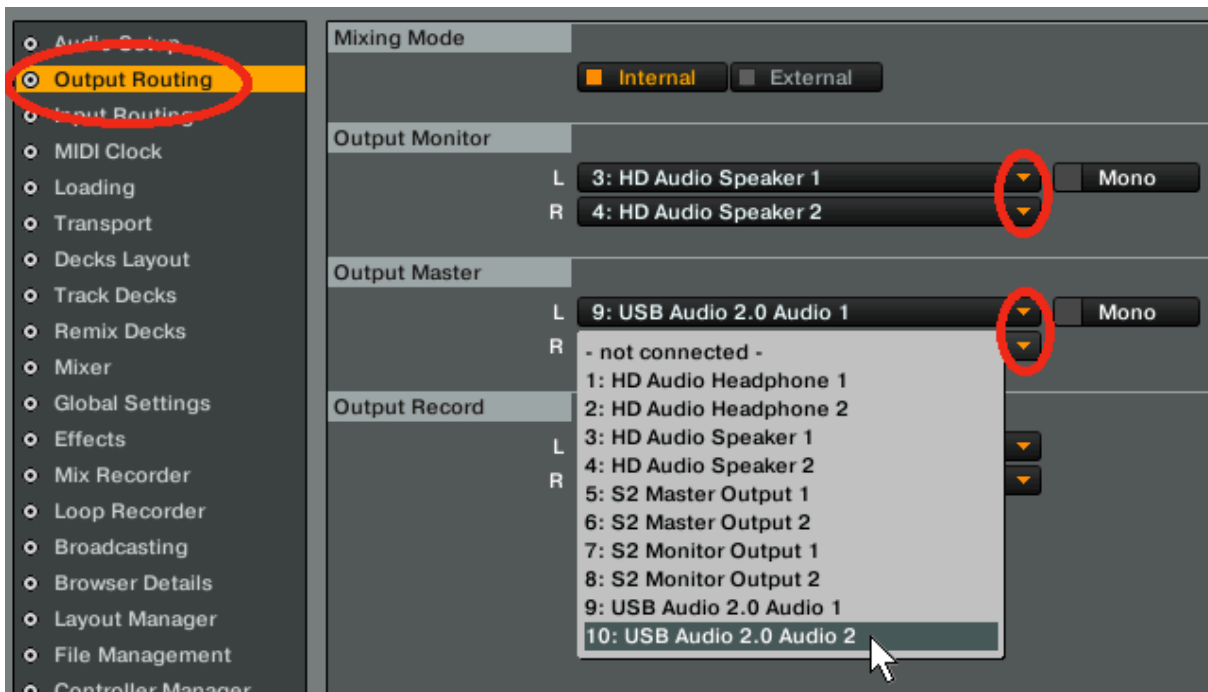 Audio Setup
Output Routing
Input Routing
MIDI Clock
Loading
Transport
Decks Layout
Track Decks
Remix Decks
Mixer
Global Settings
Effects
Mix Recorder
Loop Recorder
Broadcasting
Browser Details
Layout Manager
File Management
Controller Manager
Mixing Mode
Internal External
Output Monitor
L 3: HD Audio Speaker 1 Mono
R 4: HD Audio Speaker 2
Output Master
L 9: USB Audio 2.0 Audio 1 Mono
R
- not connected -
1: HD Audio Headphone 1
2: HD Audio Headphone 2
3: HD Audio Speaker 1
4: HD Audio Speaker 2
5: S2 Master Output 1
6: S2 Master Output 2
7: S2 Monitor Output 1
8: S2 Monitor Output 2
9: USB Audio 2.0 Audio 1
10: USB Audio 2.0 Audio 2
Output Record
L
R